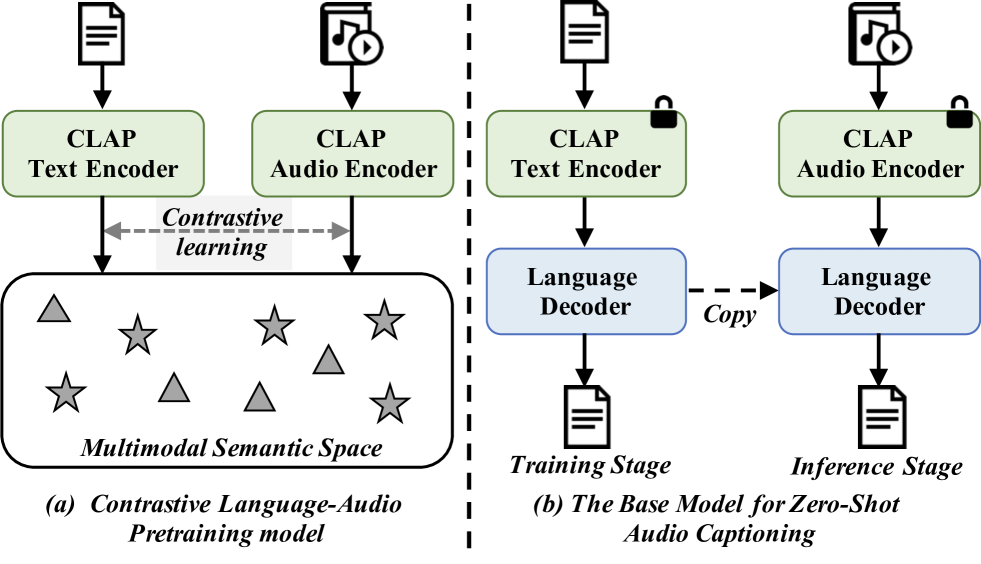 CLAP
Text Encoder
CLAP
Audio Encoder
Contrastive
learning
Multimodal Semantic Space
(a) Contrastive Language-Audio
Pretraining model
CLAP
Text Encoder
CLAP
Audio Encoder
Language
Decoder
Copy
Language
Decoder
Training Stage
Inference Stage
(b) The Base Model for Zero-Shot
Audio Captioning